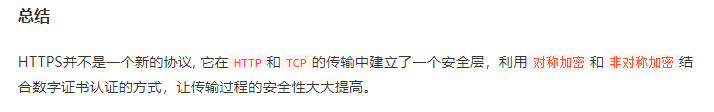 总结
HTTPS并不是一个新的协议, 它在 HTTP 和 TCP 的传输中建立了一个安全层，利用 对称加密 和 非对称加密 结
合数字证书认证的方式，让传输过程的安全性大大提高。